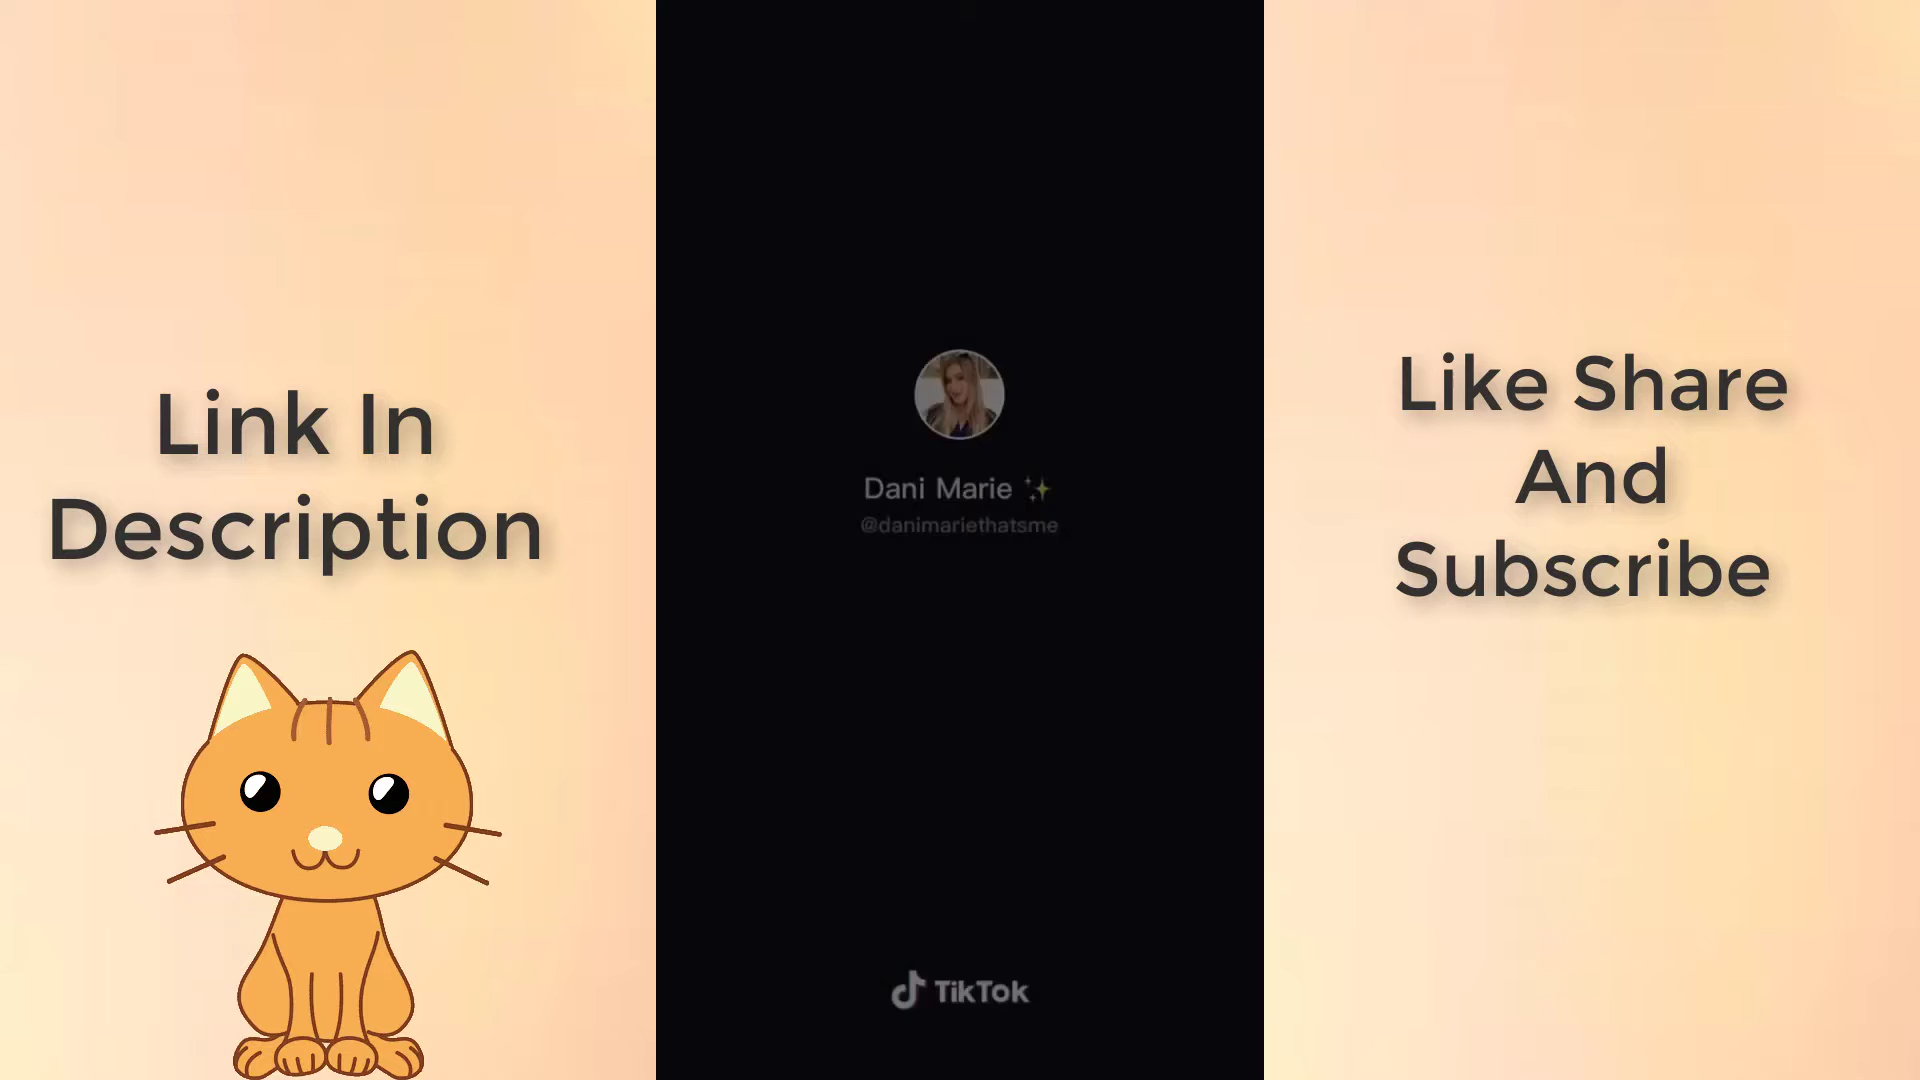 Link In
Description
Dani Marie ✨
@danimariethatsme
TikTok
Like Share
And
Subscribe